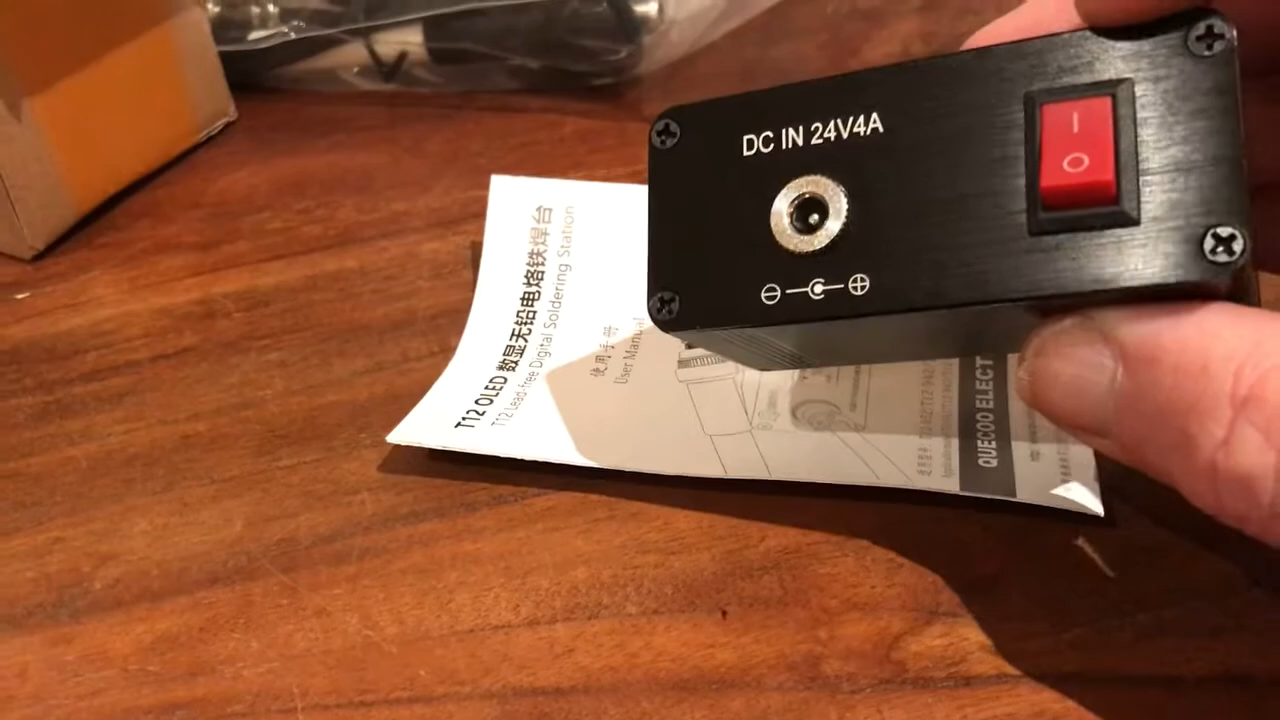 DC IN 24V4A
I
O
T12 OLED 数显无铅电烙铁焊台
T12 Lead-free Digital Soldering Station
使用手册
User Manual
QUECOO ELECT